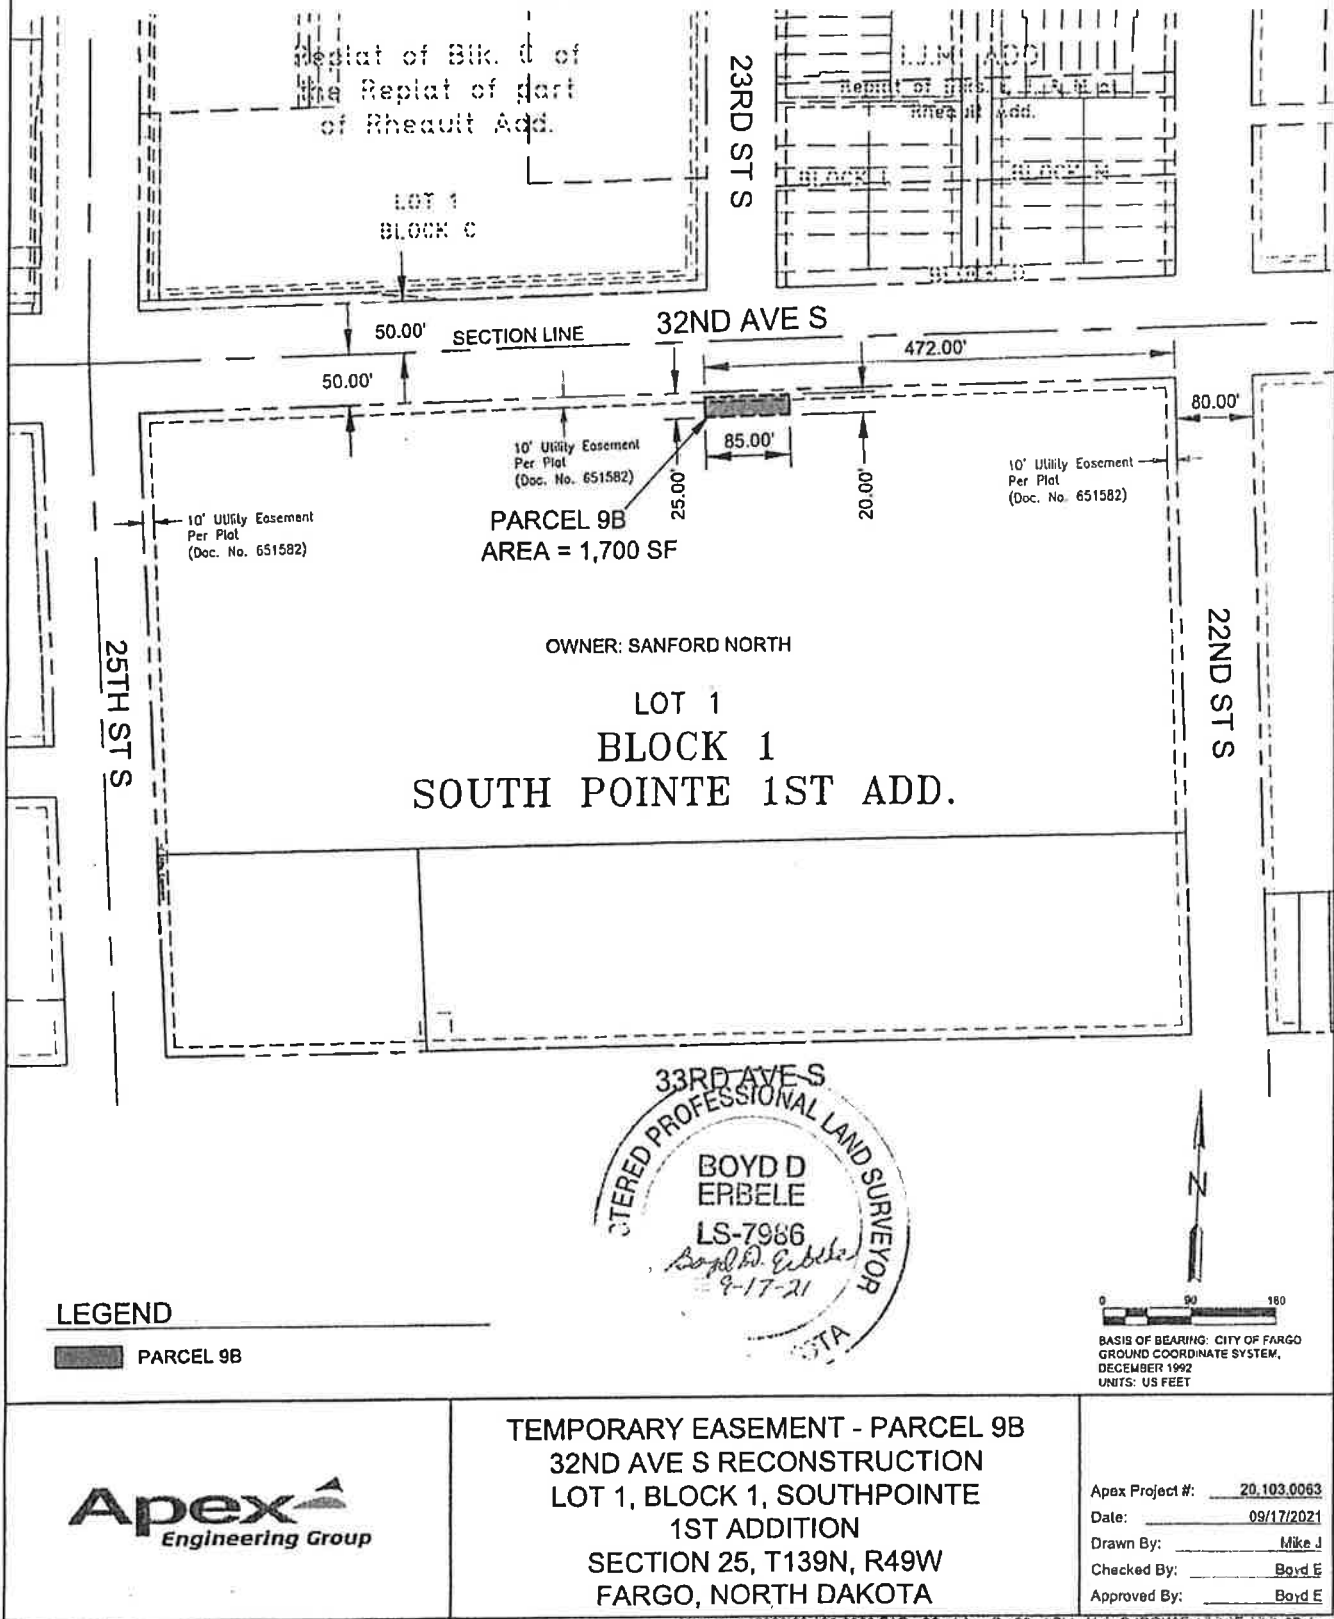 Replat of Blk. C of
the Replat of part
of Rheault Add.
LOT 1
BLOCK C
23RD ST S
L.J.M. ADD
Rheault Add.
50.00'
SECTION LINE
32ND AVE S
472.00'
50.00'
80.00'
10' Utility Easement
Per Plat
(Doc. No. 651582)
25.00'
85.00'
20.00'
10' Utility Easement
Per Plat
(Doc. No. 651582)
10' Utility Easement
Per Plat
(Doc. No. 651582)
PARCEL 9B
AREA = 1,700 SF
25TH ST S
22ND ST S
OWNER: SANFORD NORTH
LOT 1
BLOCK 1
SOUTH POINTE 1ST ADD.
33RD AVE S
STERED PROFESSIONAL LAND SURVEYOR
BOYD D
ERBELE
LS-7986
Boyd D. Erbele
9-17-21
OTA
N
LEGEND
PARCEL 9B
0 90 180
BASIS OF BEARING: CITY OF FARGO
GROUND COORDINATE SYSTEM,
DECEMBER 1992
UNITS: US FEET
Apex
Engineering Group
TEMPORARY EASEMENT - PARCEL 9B
32ND AVE S RECONSTRUCTION
LOT 1, BLOCK 1, SOUTHPOINTE
1ST ADDITION
SECTION 25, T139N, R49W
FARGO, NORTH DAKOTA
Apex Project #: 20.103.0063
Date: 09/17/2021
Drawn By: Mike J
Checked By: Boyd E
Approved By: Boyd E